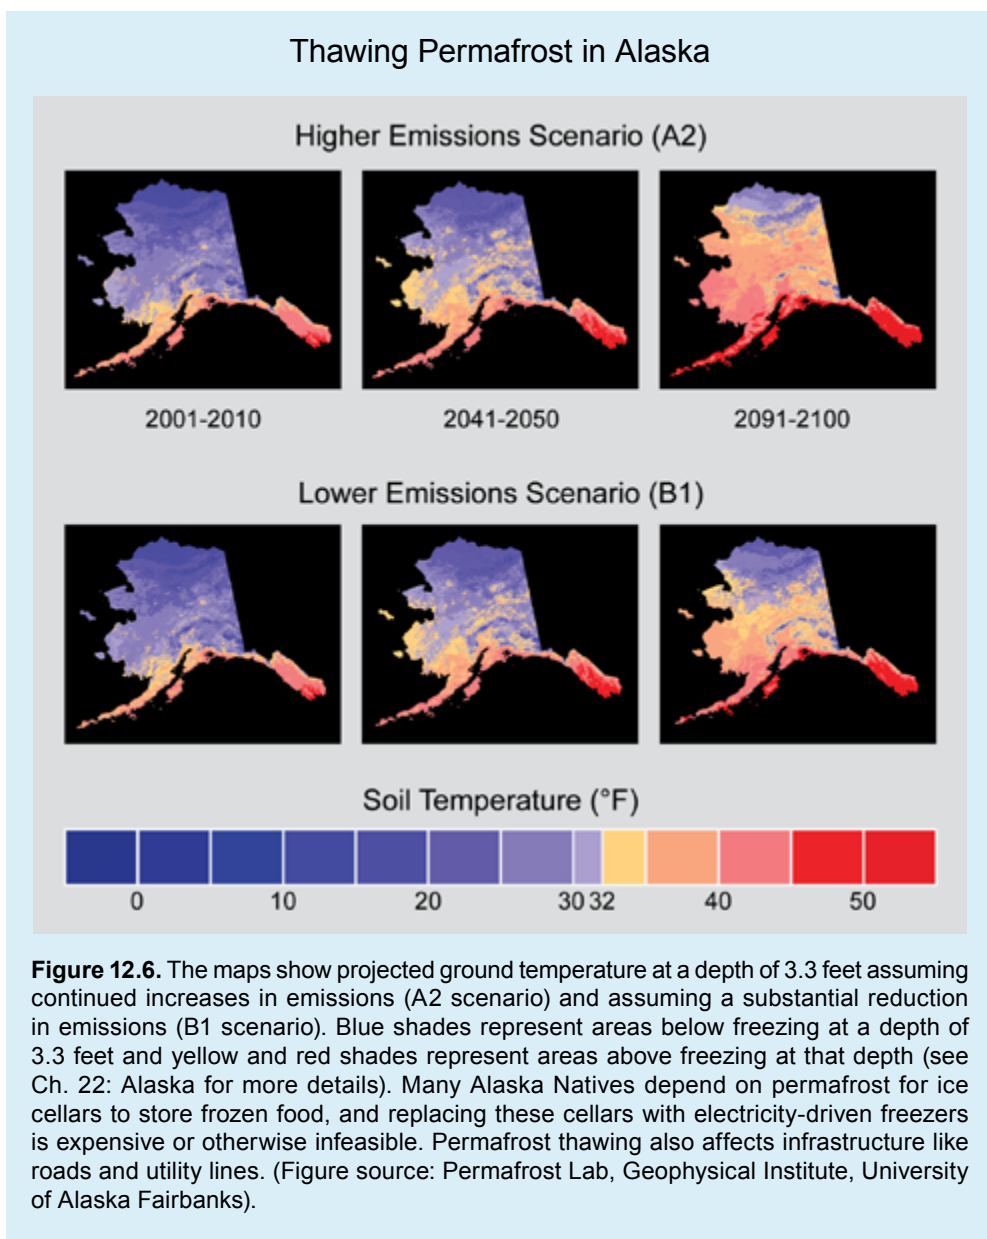 Thawing Permafrost in Alaska
Higher Emissions Scenario (A2)
2001-2010 2041-2050 2091-2100
Lower Emissions Scenario (B1)
Soil Temperature (°F)
0 10 20 30 32 40 50
Figure 12.6. The maps show projected ground temperature at a depth of 3.3 feet assuming
continued increases in emissions (A2 scenario) and assuming a substantial reduction
in emissions (B1 scenario). Blue shades represent areas below freezing at a depth of
3.3 feet and yellow and red shades represent areas above freezing at that depth (see
Ch. 22: Alaska for more details). Many Alaska Natives depend on permafrost for ice
cellars to store frozen food, and replacing these cellars with electricity-driven freezers
is expensive or otherwise infeasible. Permafrost thawing also affects infrastructure like
roads and utility lines. (Figure source: Permafrost Lab, Geophysical Institute, University
of Alaska Fairbanks).